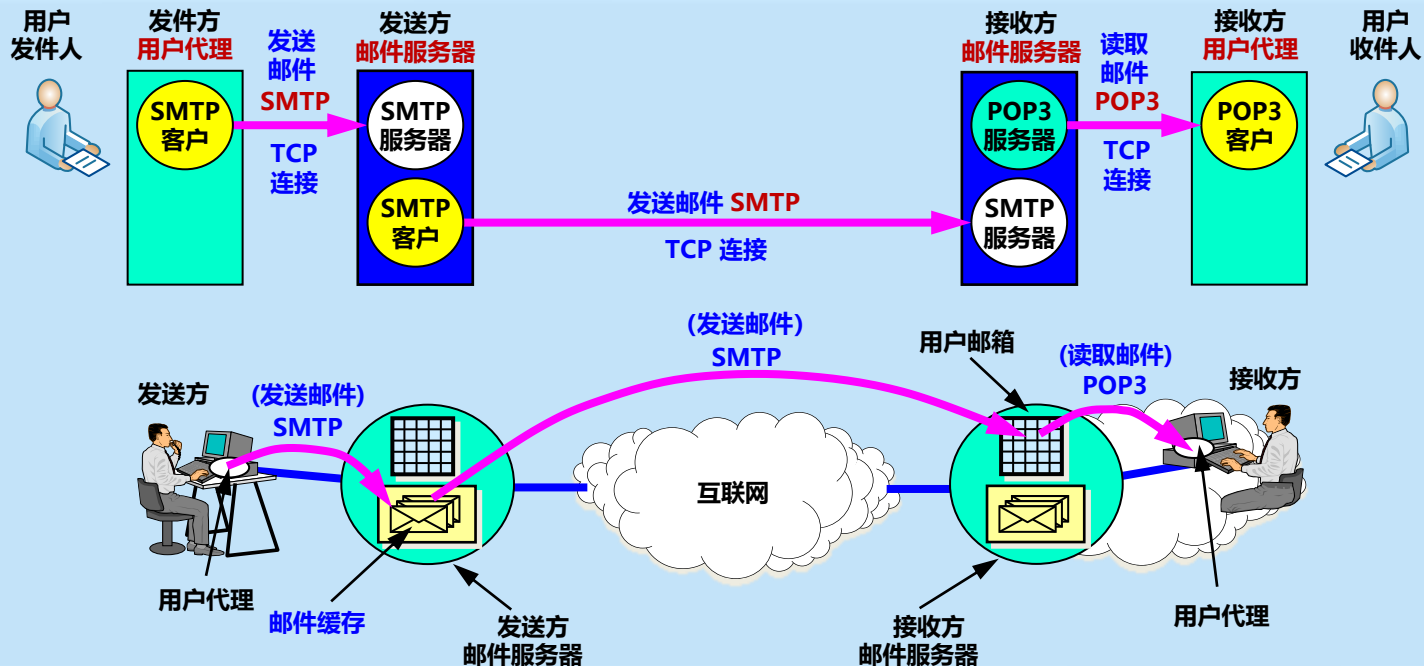 用户
发件人
发件方
用户代理
发送
邮件
SMTP
TCP
连接
发送方
邮件服务器
接收方
邮件服务器
读取
邮件
POP3
TCP
连接
接收方
用户代理
用户
收件人
SMTP
客户
SMTP
服务器
SMTP
客户
发送邮件 SMTP
TCP 连接
POP3
服务器
SMTP
服务器
POP3
客户
发送方
(发送邮件)
SMTP
(发送邮件)
SMTP
用户邮箱
(读取邮件)
POP3
接收方
互联网
用户代理
邮件缓存
发送方
邮件服务器
接收方
邮件服务器
用户代理